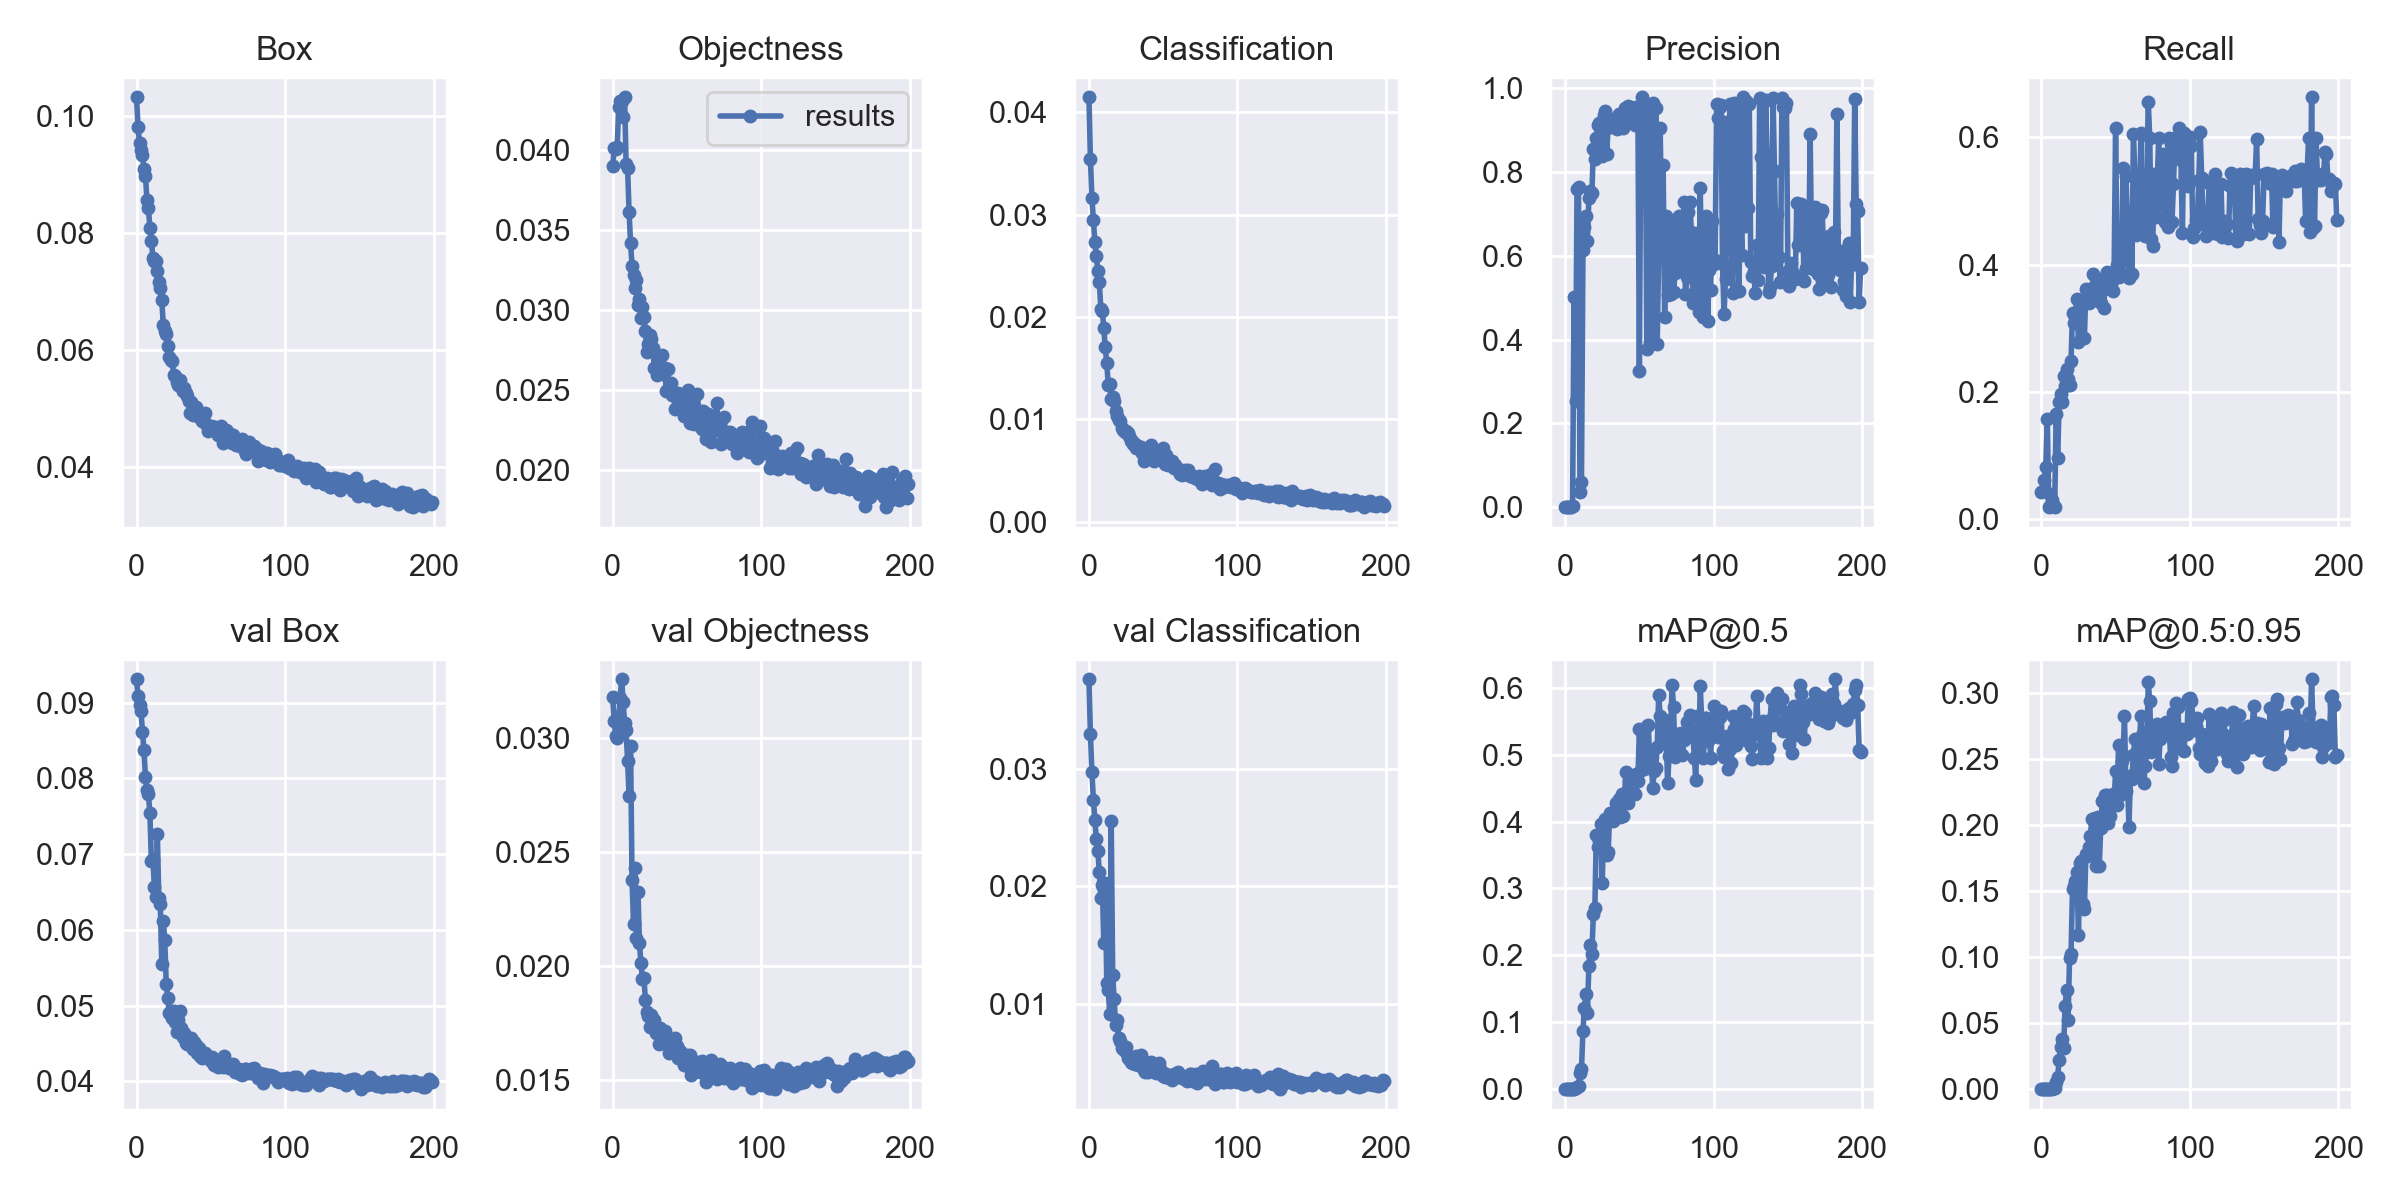 Box
Objectness
Classification
Precision
Recall
0.10
0.08
0.06
0.04
0 100 200
results
0.040
0.035
0.030
0.025
0.020
0 100 200
0.04
0.03
0.02
0.01
0.00
0 100 200
1.0
0.8
0.6
0.4
0.2
0.0
0 100 200
0.6
0.4
0.2
0.0
0 100 200
val Box
val Objectness
val Classification
mAP@0.5
mAP@0.5:0.95
0.09
0.08
0.07
0.06
0.05
0.04
0 100 200
0.030
0.025
0.020
0.015
0 100 200
0.03
0.02
0.01
0 100 200
0.6
0.5
0.4
0.3
0.2
0.1
0.0
0 100 200
0.30
0.25
0.20
0.15
0.10
0.05
0.00
0 100 200